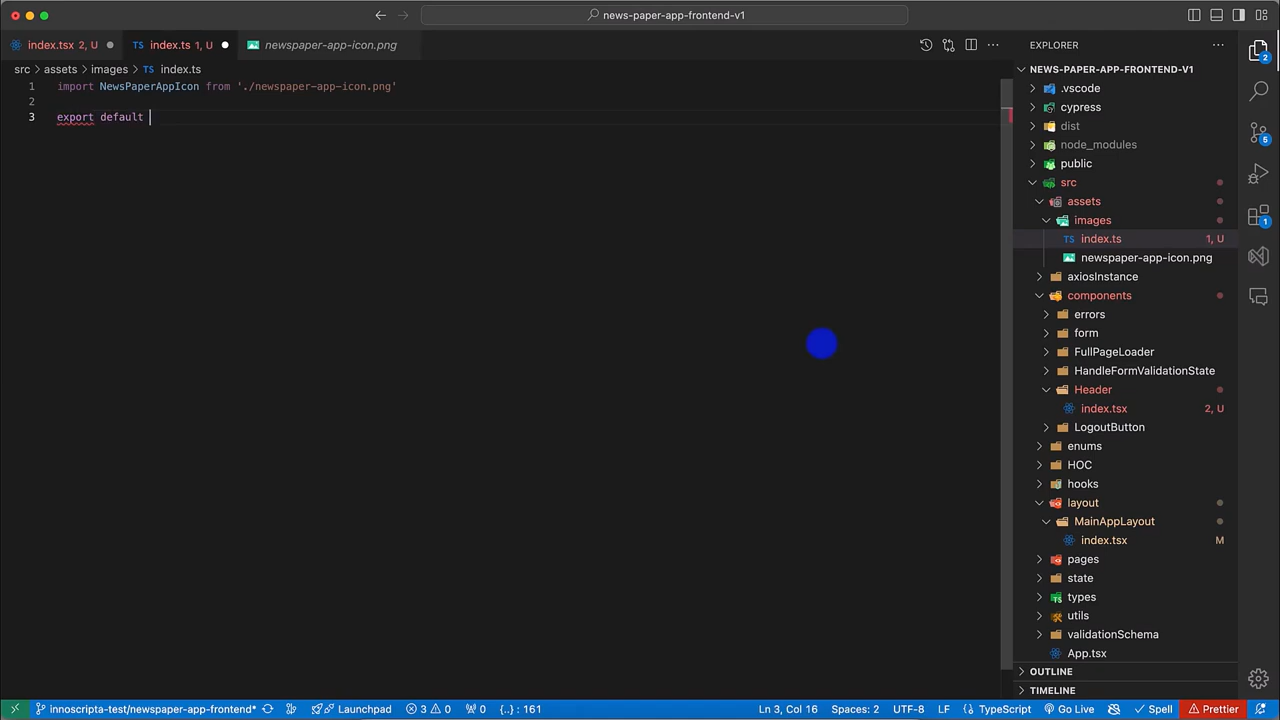 news-paper-app-frontend-v1
index.tsx 2, U
index.ts 1, U
newspaper-app-icon.png
src > assets > images > TS index.ts
1 import NewsPaperAppIcon from './newspaper-app-icon.png'
2
3 export default
EXPLORER
NEWS-PAPER-APP-FRONTEND-V1
.vscode
cypress
dist
node_modules
public
src
assets
images
TS index.ts 1, U
newspaper-app-icon.png
axiosInstance
components
errors
form
FullPageLoader
HandleFormValidationState
Header
index.tsx 2, U
LogoutButton
enums
HOC
hooks
layout
MainAppLayout
index.tsx M
pages
state
types
utils
validationSchema
App.tsx
OUTLINE
TIMELINE
2
5
1
innoscripta-test/newspaper-app-frontend* Launchpad 3 0 0 {..} : 161 Ln 3, Col 16 Spaces: 2 UTF-8 LF TypeScript Go Live Spell Prettier